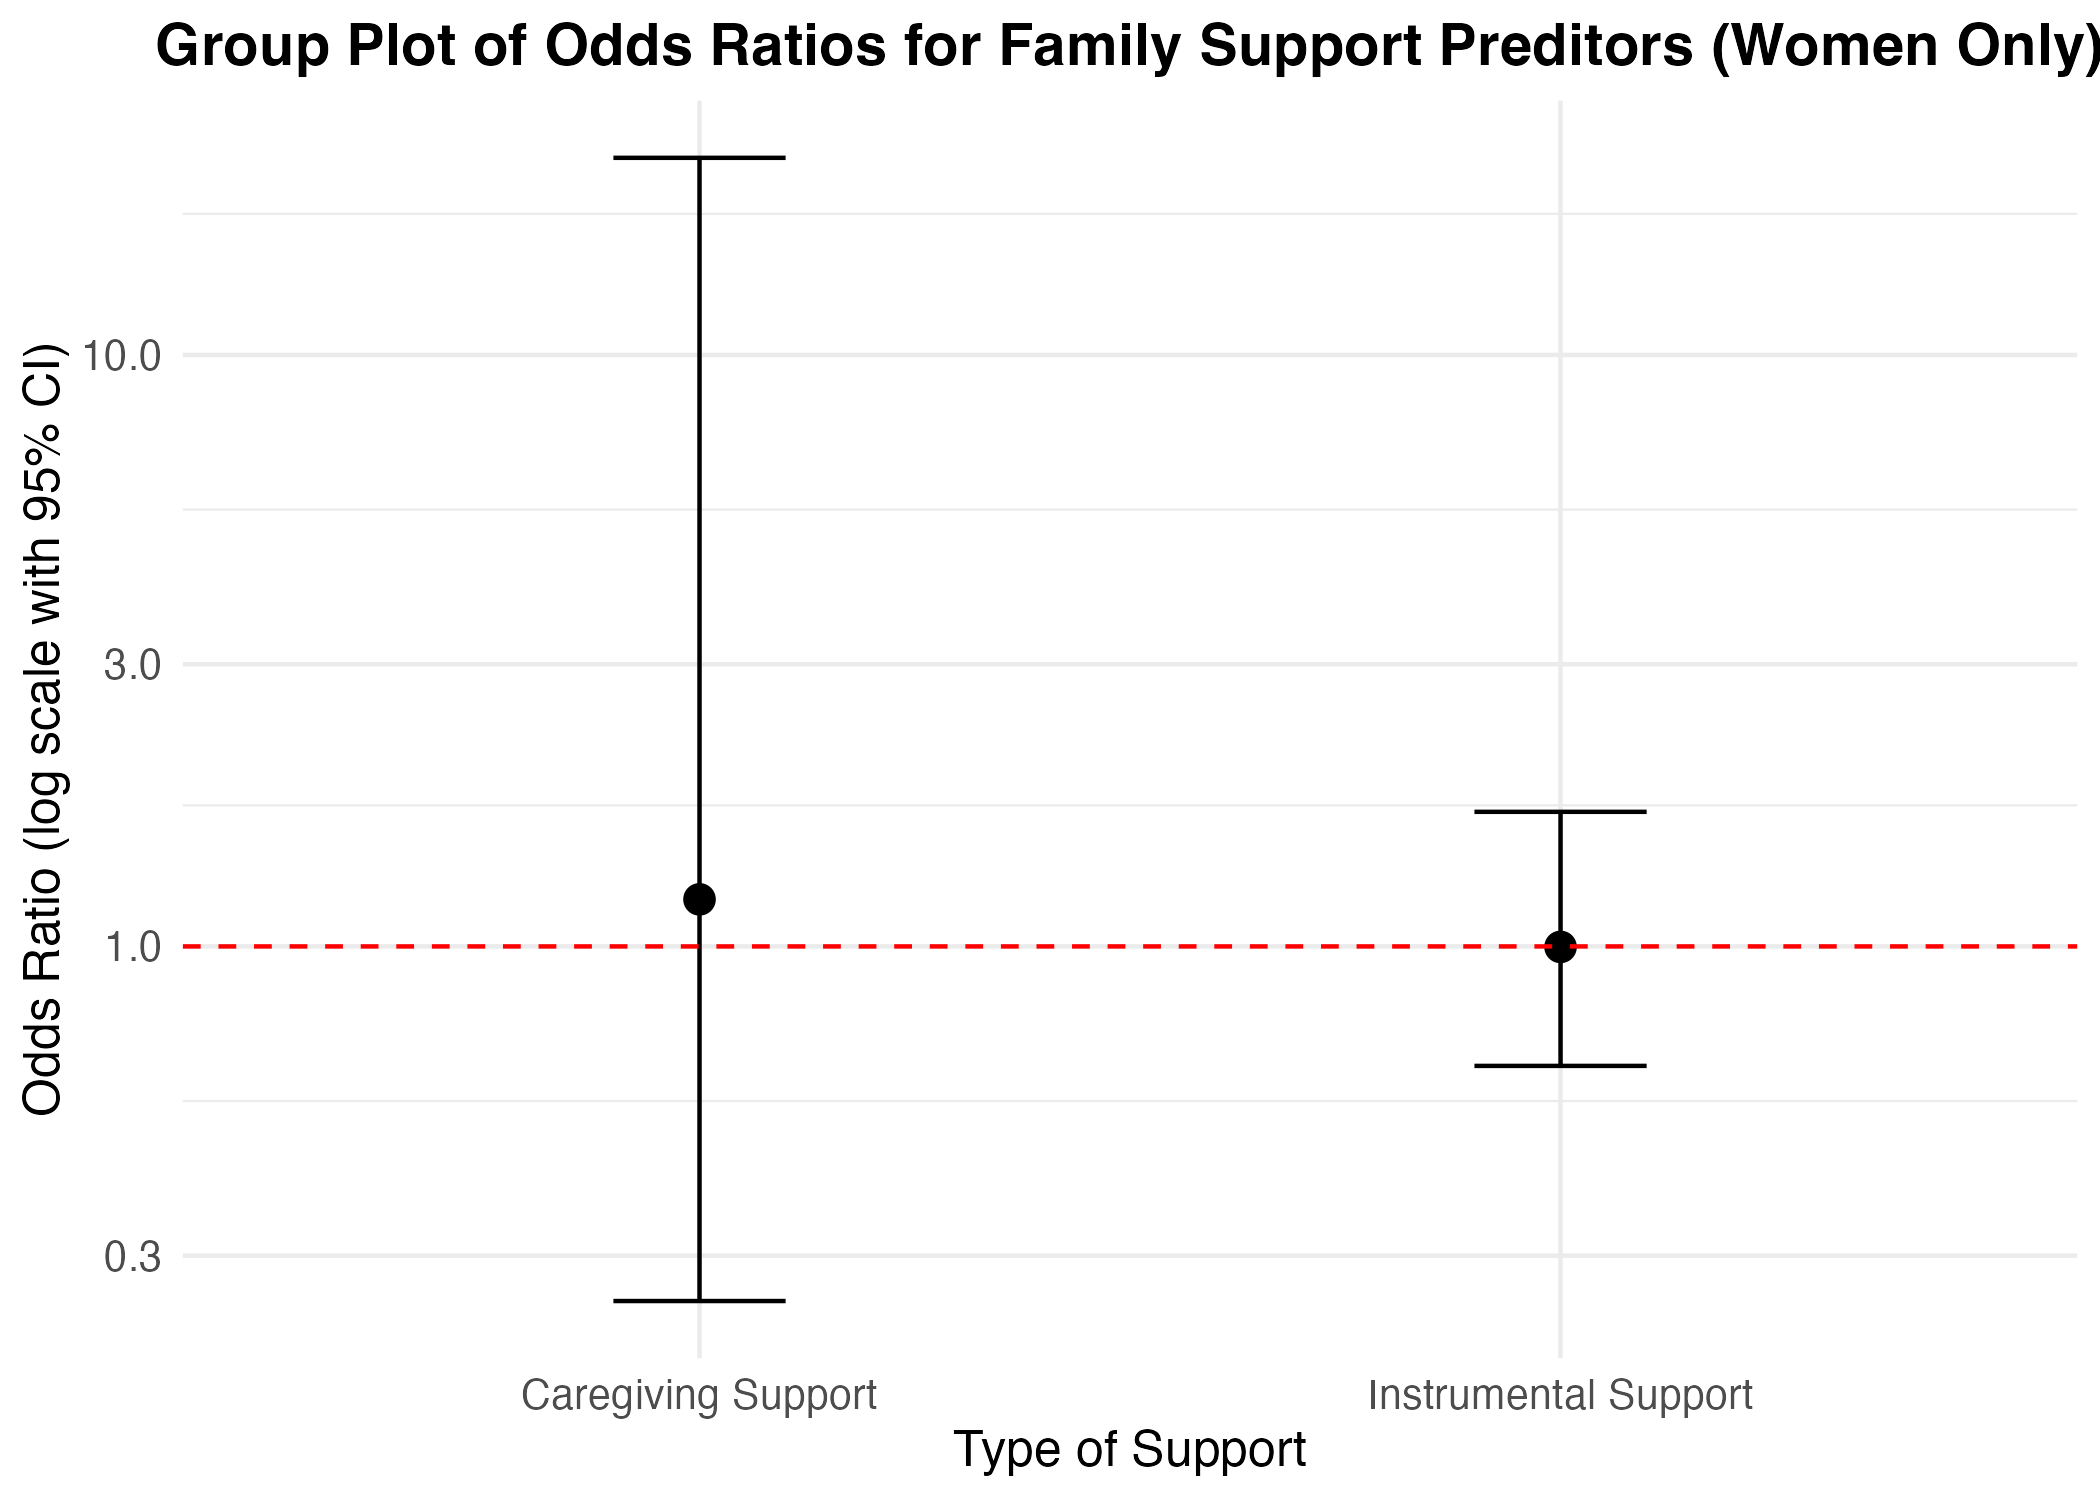 Group Plot of Odds Ratios for Family Support Preditors (Women Only)
Odds Ratio (log scale with 95% CI)
10.0
3.0
1.0
0.3
Caregiving Support
Instrumental Support
Type of Support